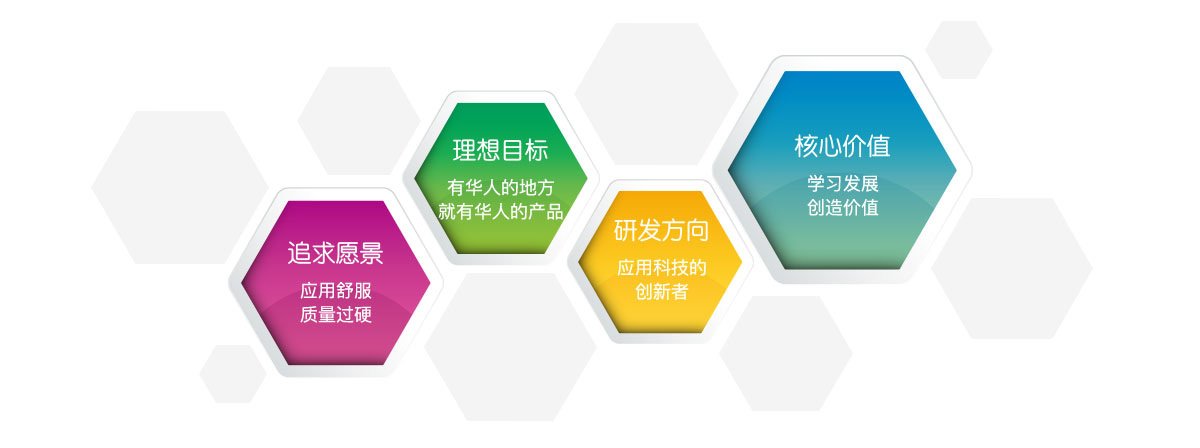 追求愿景
应用舒服
质量过硬
理想目标
有华人的地方
就有华人的产品
研发方向
应用科技的
创新者
核心价值
学习发展
创造价值